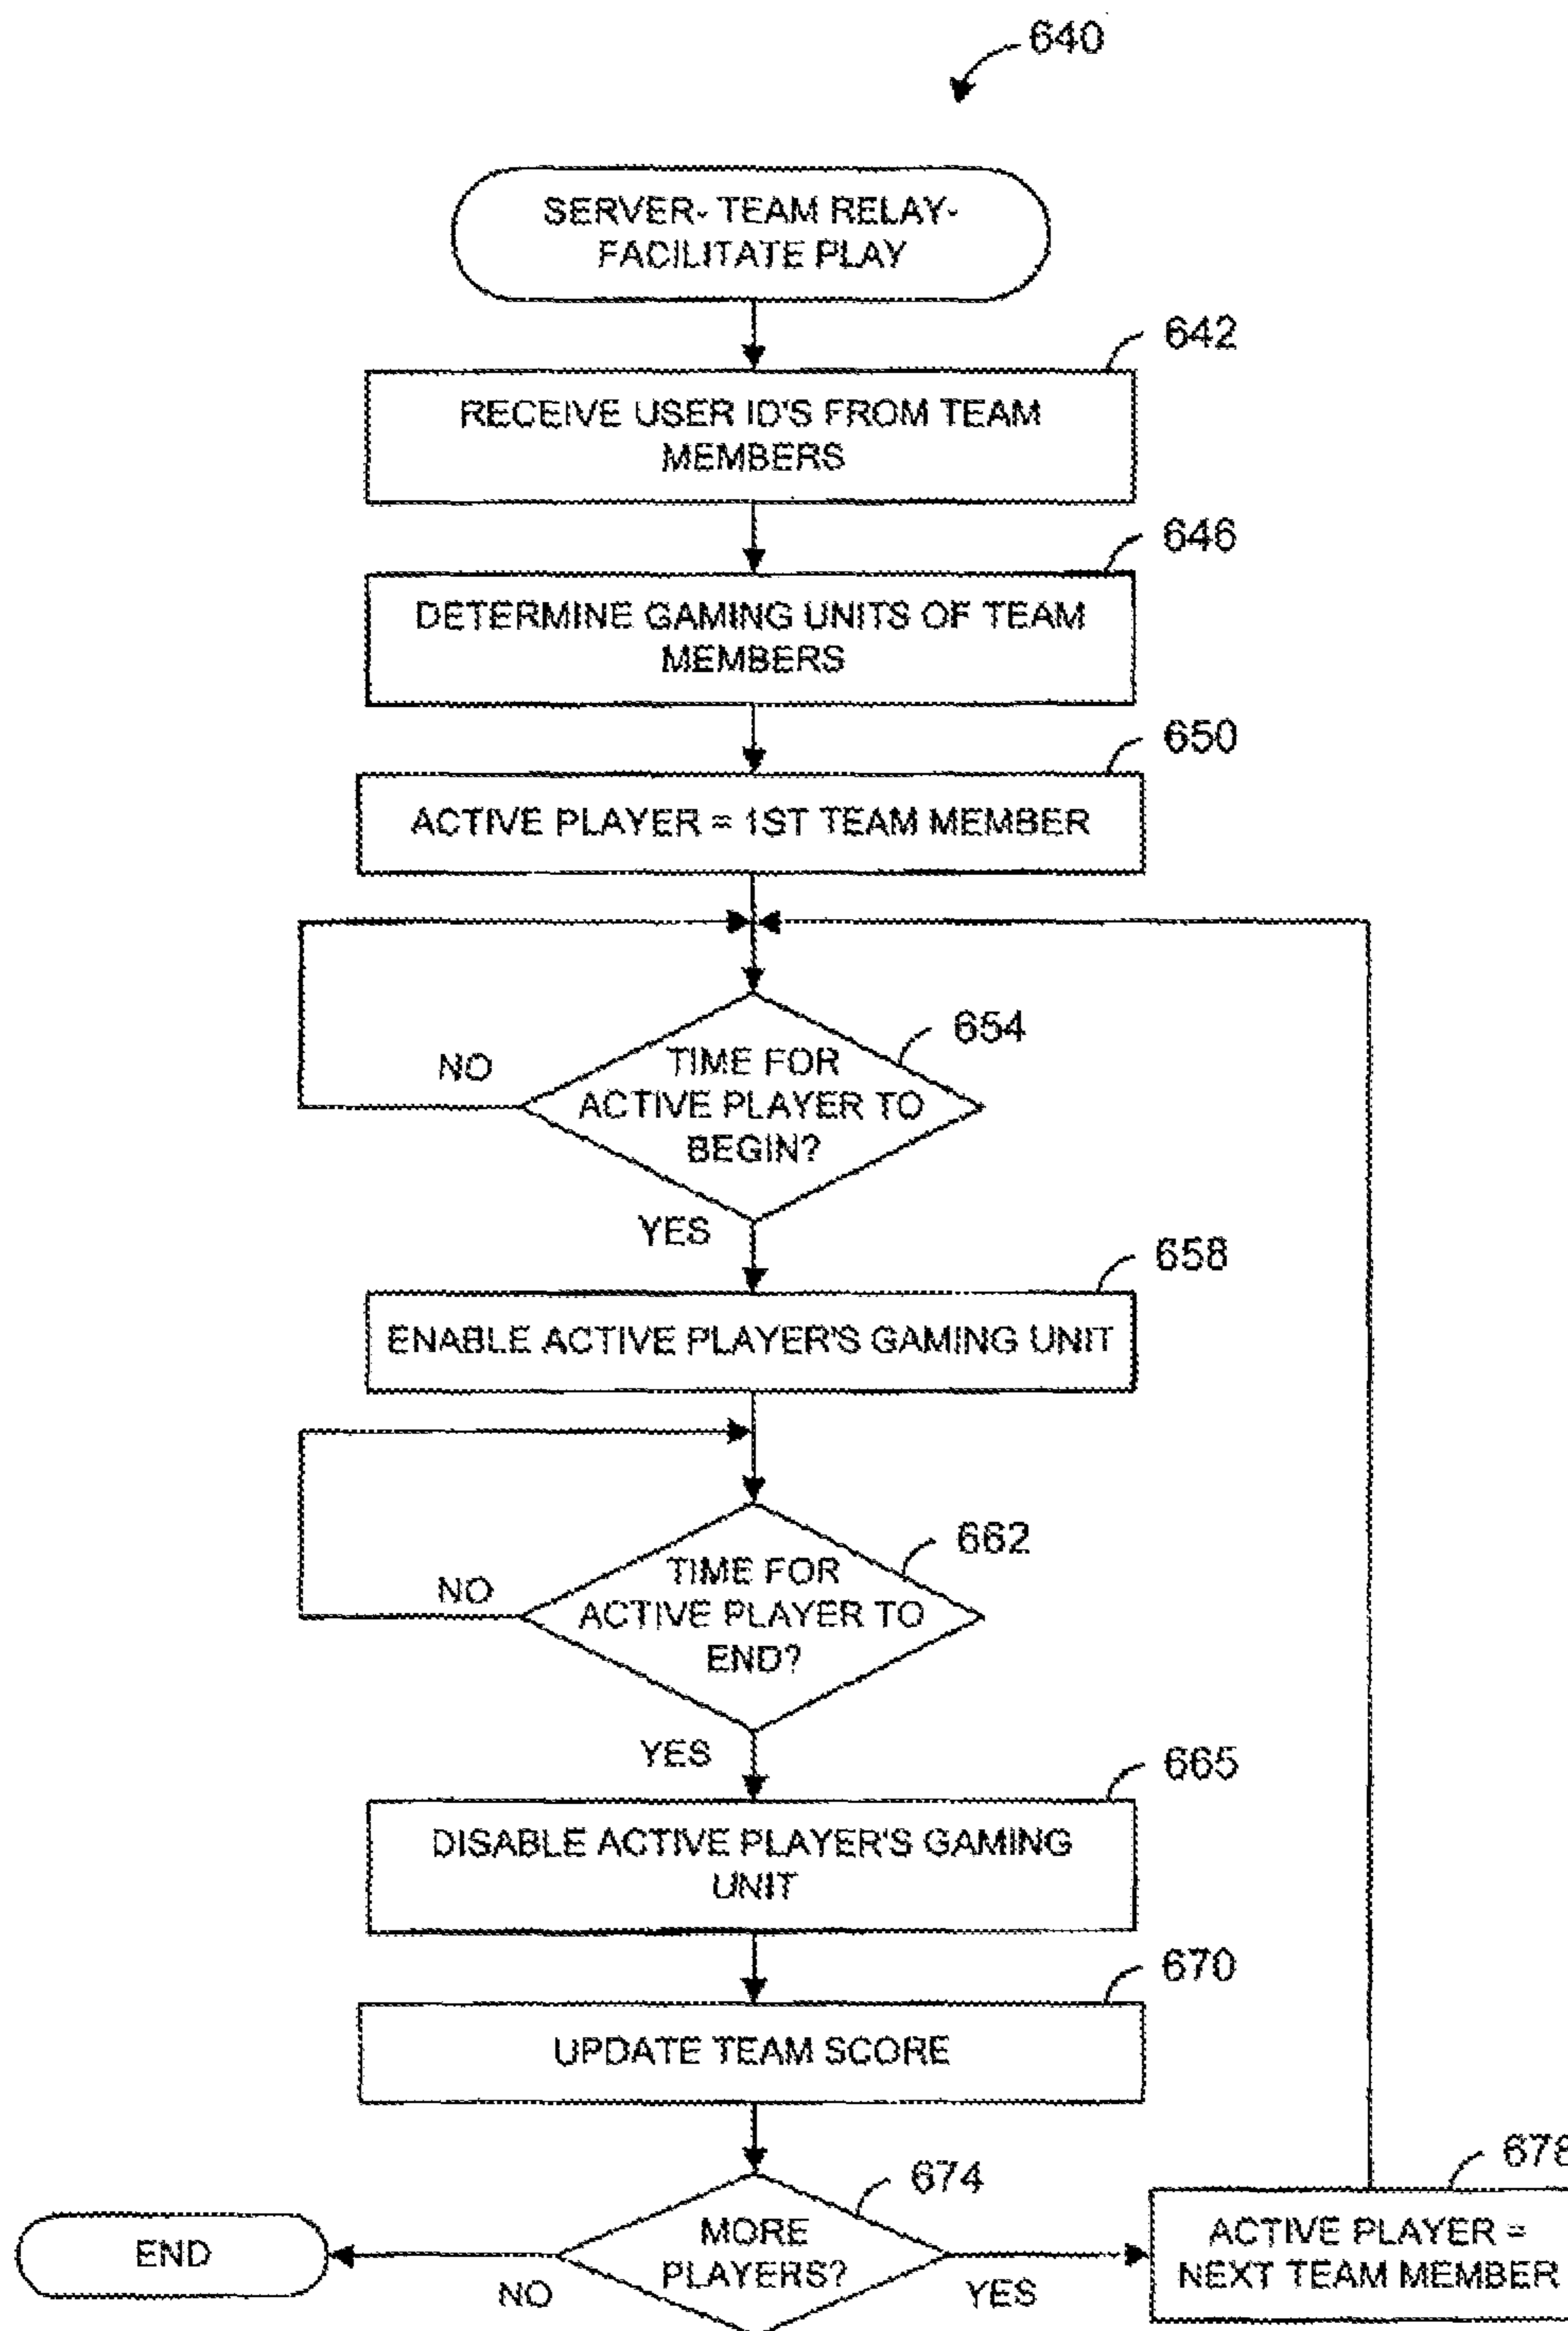 640
SERVER- TEAM RELAY-
FACILITATE PLAY
642
RECEIVE USER ID'S FROM TEAM
MEMBERS
646
DETERMINE GAMING UNITS OF TEAM
MEMBERS
650
ACTIVE PLAYER = 1ST TEAM MEMBER
654
NO
TIME FOR
ACTIVE PLAYER TO
BEGIN?
YES
658
ENABLE ACTIVE PLAYER'S GAMING UNIT
662
NO
TIME FOR
ACTIVE PLAYER TO
END?
YES
665
DISABLE ACTIVE PLAYER'S GAMING
UNIT
670
UPDATE TEAM SCORE
674
678
END
NO
MORE
PLAYERS?
YES
ACTIVE PLAYER =
NEXT TEAM MEMBER